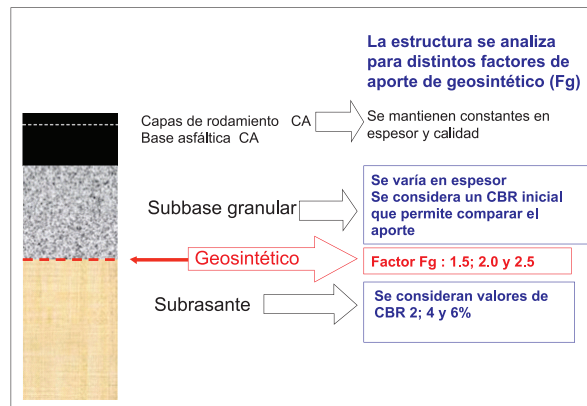 La estructura se analiza
para distintos factores de
aporte de geosintético (Fg)
Capas de rodamiento CA
Base asfáltica CA
Se mantienen constantes en
espesor y calidad
Subbase granular
Se varía en espesor
Se considera un CBR inicial
que permite comparar el
aporte
Geosintético
Factor Fg : 1.5; 2.0 y 2.5
Subrasante
Se consideran valores de
CBR 2; 4 y 6%